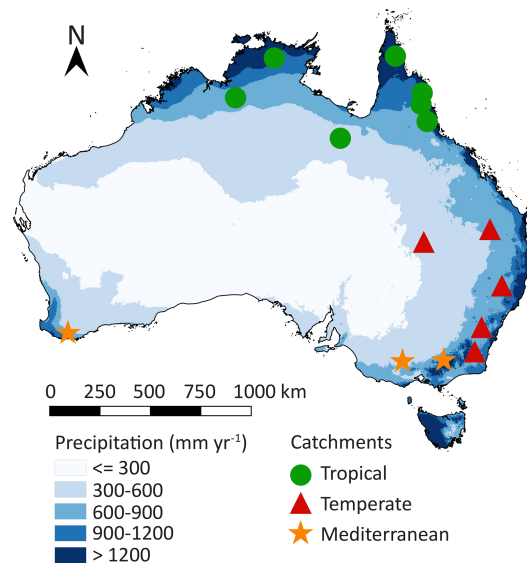 N
0 250 500 750 1000 km
Precipitation (mm yr⁻¹)
<= 300
300-600
600-900
900-1200
> 1200
Catchments
Tropical
Temperate
Mediterranean